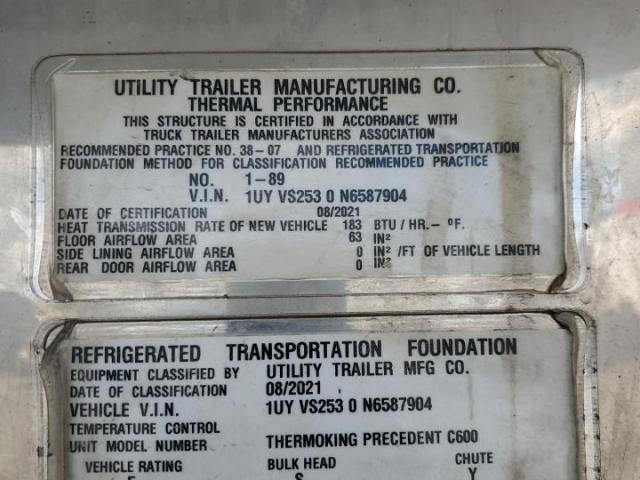 UTILITY TRAILER MANUFACTURING CO.
THERMAL PERFORMANCE
THIS STRUCTURE IS CERTIFIED IN ACCORDANCE WITH
TRUCK TRAILER MANUFACTURERS ASSOCIATION
RECOMMENDED PRACTICE NO. 38-07 AND REFRIGERATED TRANSPORTATION
FOUNDATION METHOD FOR CLASSIFICATION RECOMMENDED PRACTICE
NO. 1-89
V.I.N. 1UY VS253 0 N6587904
DATE OF CERTIFICATION 08/2021
HEAT TRANSMISSION RATE OF NEW VEHICLE 183 BTU / HR.- ºF.
FLOOR AIRFLOW AREA 63 IN²
SIDE LINING AIRFLOW AREA 0 IN² /FT OF VEHICLE LENGTH
REAR DOOR AIRFLOW AREA 0 IN²
REFRIGERATED TRANSPORTATION FOUNDATION
EQUIPMENT CLASSIFIED BY UTILITY TRAILER MFG CO.
DATE OF CLASSIFICATION 08/2021
VEHICLE V.I.N. 1UY VS253 0 N6587904
TEMPERATURE CONTROL
UNIT MODEL NUMBER THERMOKING PRECEDENT C600
VEHICLE RATING BULK HEAD CHUTE